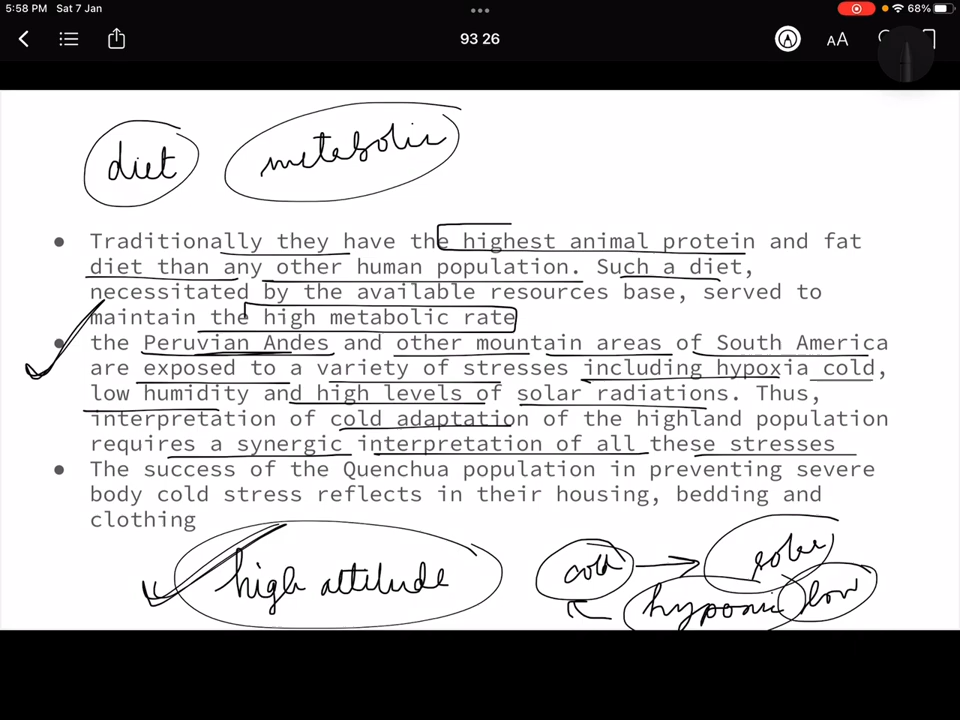 5:58 PM Sat 7 Jan
68%
93 26
AA
diet metabolic
● Traditionally they have the highest animal protein and fat
diet than any other human population. Such a diet,
necessitated by the available resources base, served to
maintain the high metabolic rate
● the Peruvian Andes and other mountain areas of South America
are exposed to a variety of stresses including hypoxia cold,
low humidity and high levels of solar radiations. Thus,
interpretation of cold adaptation of the highland population
requires a synergic interpretation of all these stresses
● The success of the Quenchua population in preventing severe
body cold stress reflects in their housing, bedding and
clothing
high attitude cold → 
low